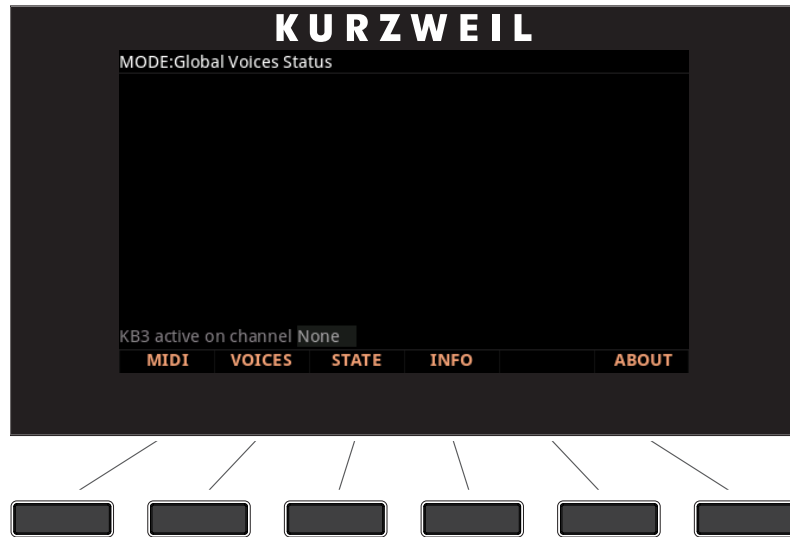 KURZWEIL
MODE:Global Voices Status
KB3 active on channel None
MIDI VOICES STATE INFO ABOUT